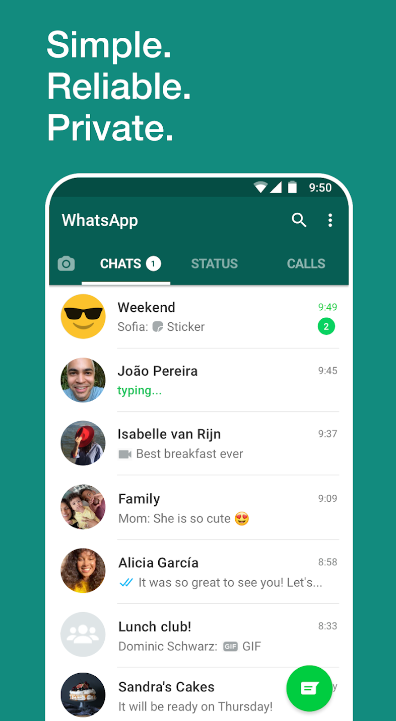 Simple.
Reliable.
Private.
9:50
WhatsApp
CHATS 1 STATUS CALLS
Weekend 9:49
Sofia: Sticker 2
João Pereira 9:45
typing...
Isabelle van Rijn 9:37
Best breakfast ever
Family 9:09
Mom: She is so cute 😍
Alicia García 8:58
It was so great to see you! Let's...
Lunch club! 8:33
Dominic Schwarz: GIF GIF
Sandra's Cakes
It will be ready on Thursday!